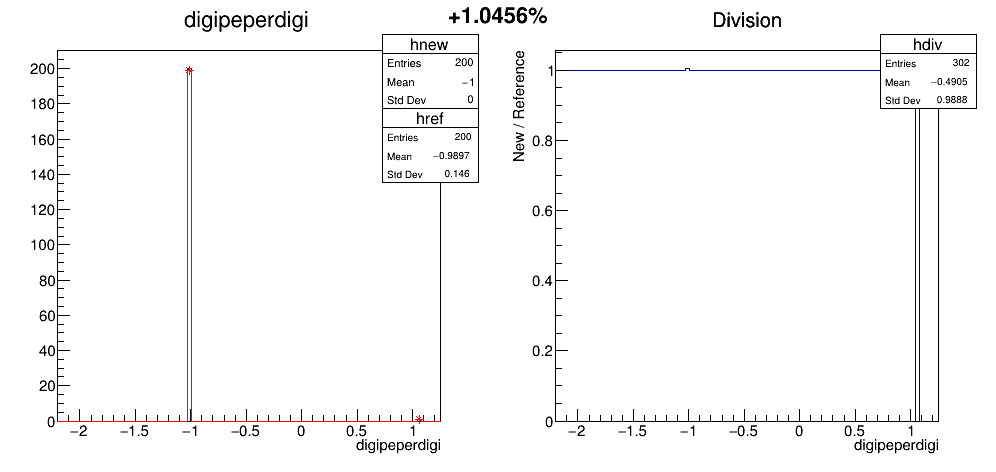 digipeperdigi
+1.0456%
Division
hnew
Entries 200
Mean −1
Std Dev 0
href
Entries 200
Mean −0.9897
Std Dev 0.146
200
180
160
140
120
100
80
60
40
20
0
−2 −1.5 −1 −0.5 0 0.5 1
digipeperdigi
hdiv
Entries 302
Mean −0.4905
Std Dev 0.9888
New / Reference
1
0.8
0.6
0.4
0.2
0
−2 −1.5 −1 −0.5 0 0.5 1
digipeperdigi